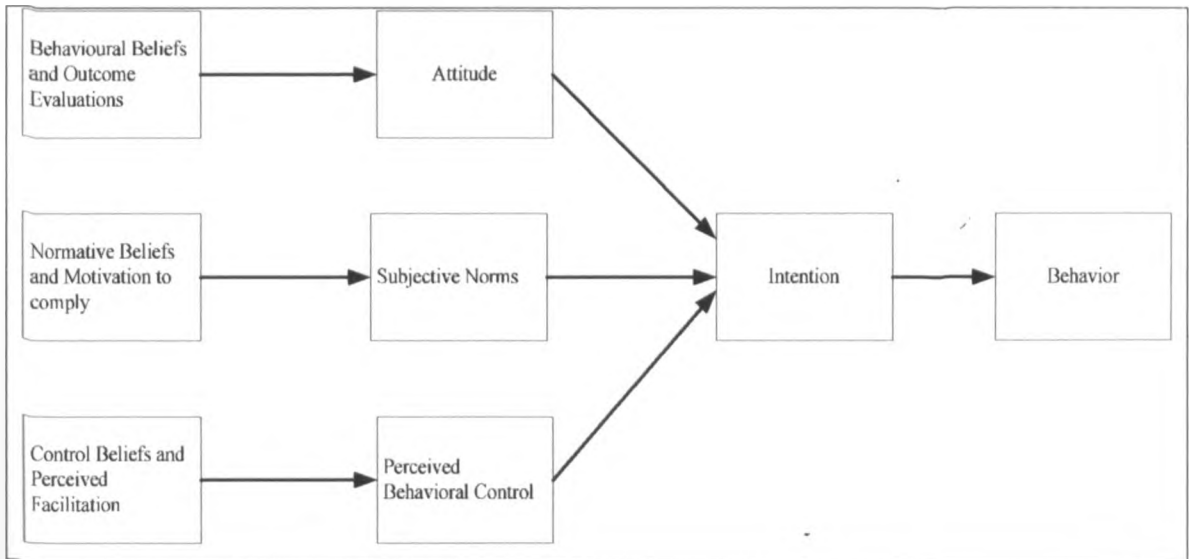 Behavioural Beliefs
and Outcome
Evaluations
Attitude
Normative Beliefs
and Motivation to
comply
Subjective Norms
Intention
Behavior
Control Beliefs and
Perceived
Facilitation
Perceived
Behavioral Control